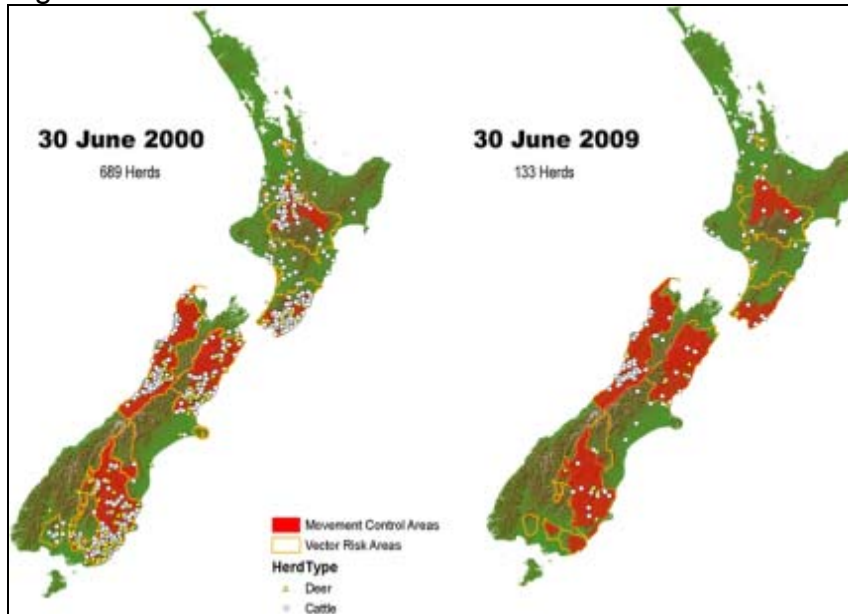 30 June 2000
689 Herds
30 June 2009
133 Herds
Movement Control Areas
Vector Risk Areas
HerdType
Deer
Cattle